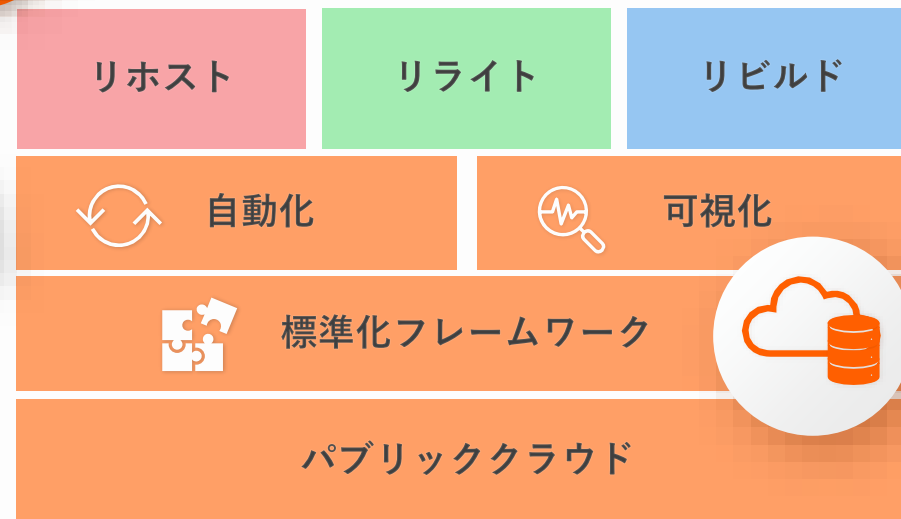 リホスト
リライト
リビルド
自動化
可視化
標準化フレームワーク
パブリッククラウド